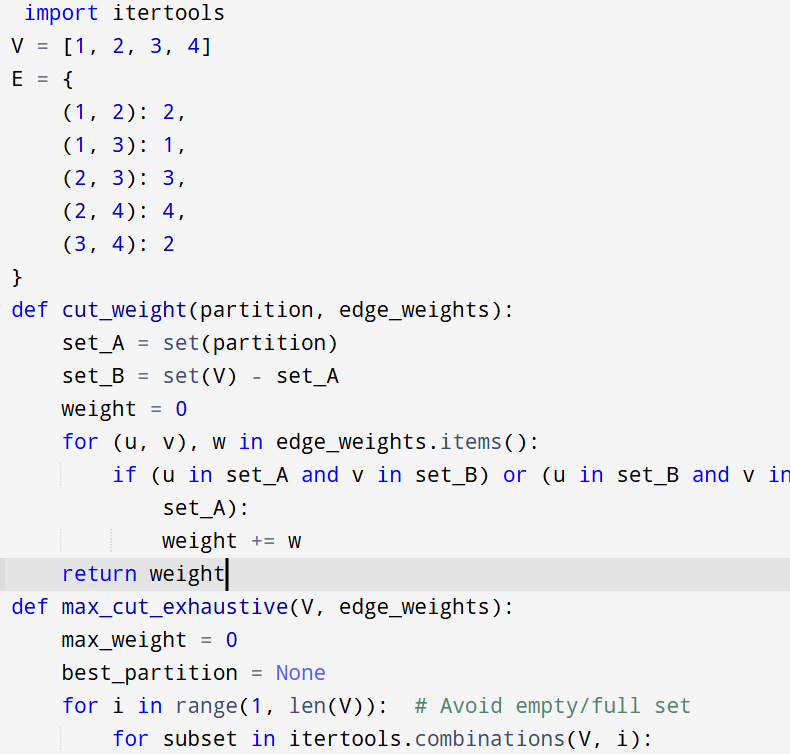 import itertools
V = [1, 2, 3, 4]
E = {
    (1, 2): 2,
    (1, 3): 1,
    (2, 3): 3,
    (2, 4): 4,
    (3, 4): 2
}
def cut_weight(partition, edge_weights):
    set_A = set(partition)
    set_B = set(V) - set_A
    weight = 0
    for (u, v), w in edge_weights.items():
        if (u in set_A and v in set_B) or (u in set_B and v in
            set_A):
            weight += w
    return weight
def max_cut_exhaustive(V, edge_weights):
    max_weight = 0
    best_partition = None
    for i in range(1, len(V)):  # Avoid empty/full set
        for subset in itertools.combinations(V, i):